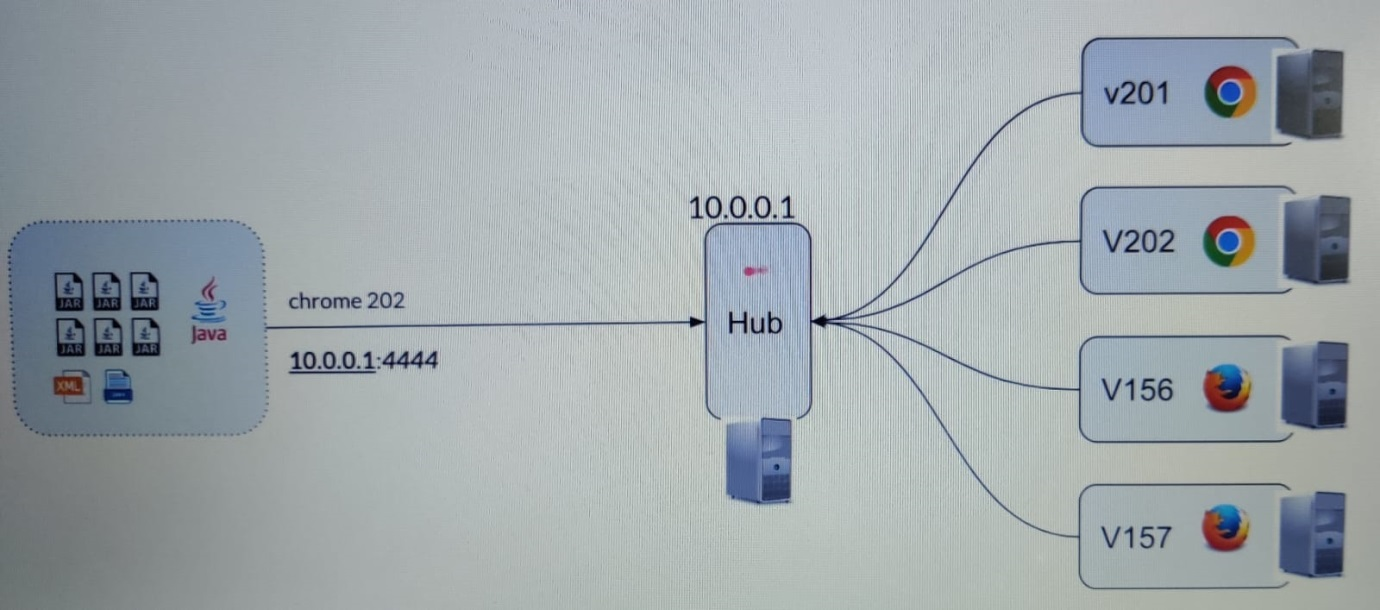 JAR JAR JAR
JAR JAR JAR
Java
XML
chrome 202
10.0.0.1:4444
10.0.0.1
Hub
v201
V202
V156
V157